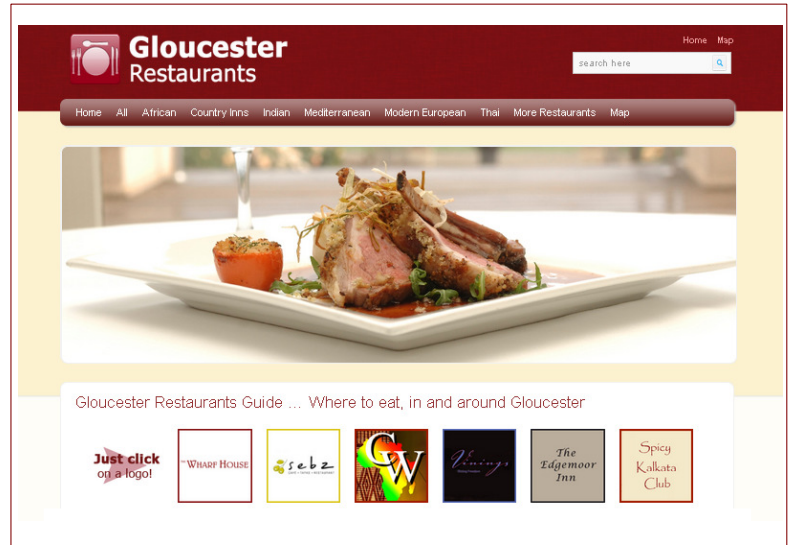 Gloucester
Restaurants
Home Map
search here
Home All African Country Inns Indian Mediterranean Modern European Thai More Restaurants Map
Gloucester Restaurants Guide ... Where to eat, in and around Gloucester
Just click
on a logo!
WHARF HOUSE
sebz
GW
Vinings
The
Edgemoor
Inn
Spicy
Kalkata
Club